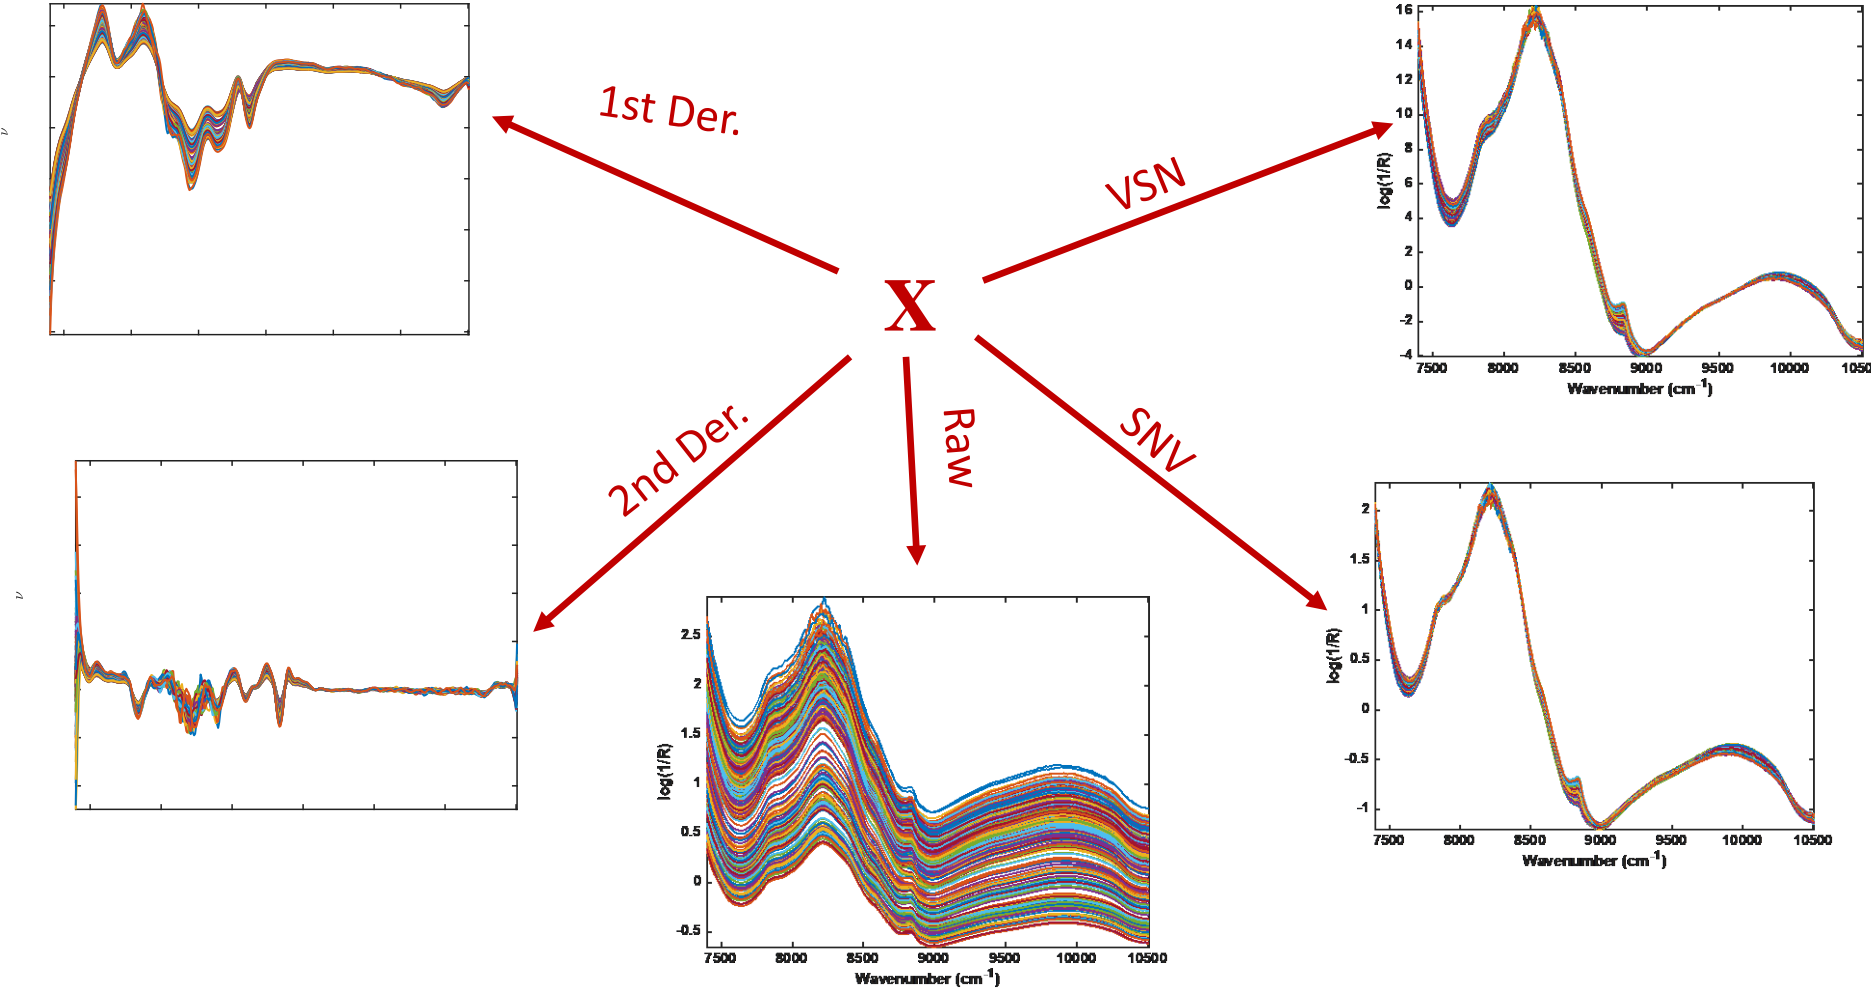 ν
1st Der.
VSN
16
14
12
10
8
6
4
2
0
-2
-4
log(1/R)
7500 8000 8500 9000 9500 10000 1050
Wavenumber (cm⁻¹)
X
2nd Der.
Raw
SNV
ν
2.5
2
1.5
1
0.5
0
-0.5
log(1/R)
7500 8000 8500 9000 9500 10000 10500
Wavenumber (cm⁻¹)
2
1.5
1
0.5
0
-0.5
-1
log(1/R)
7500 8000 8500 9000 9500 10000 10500
Wavenumber (cm⁻¹)